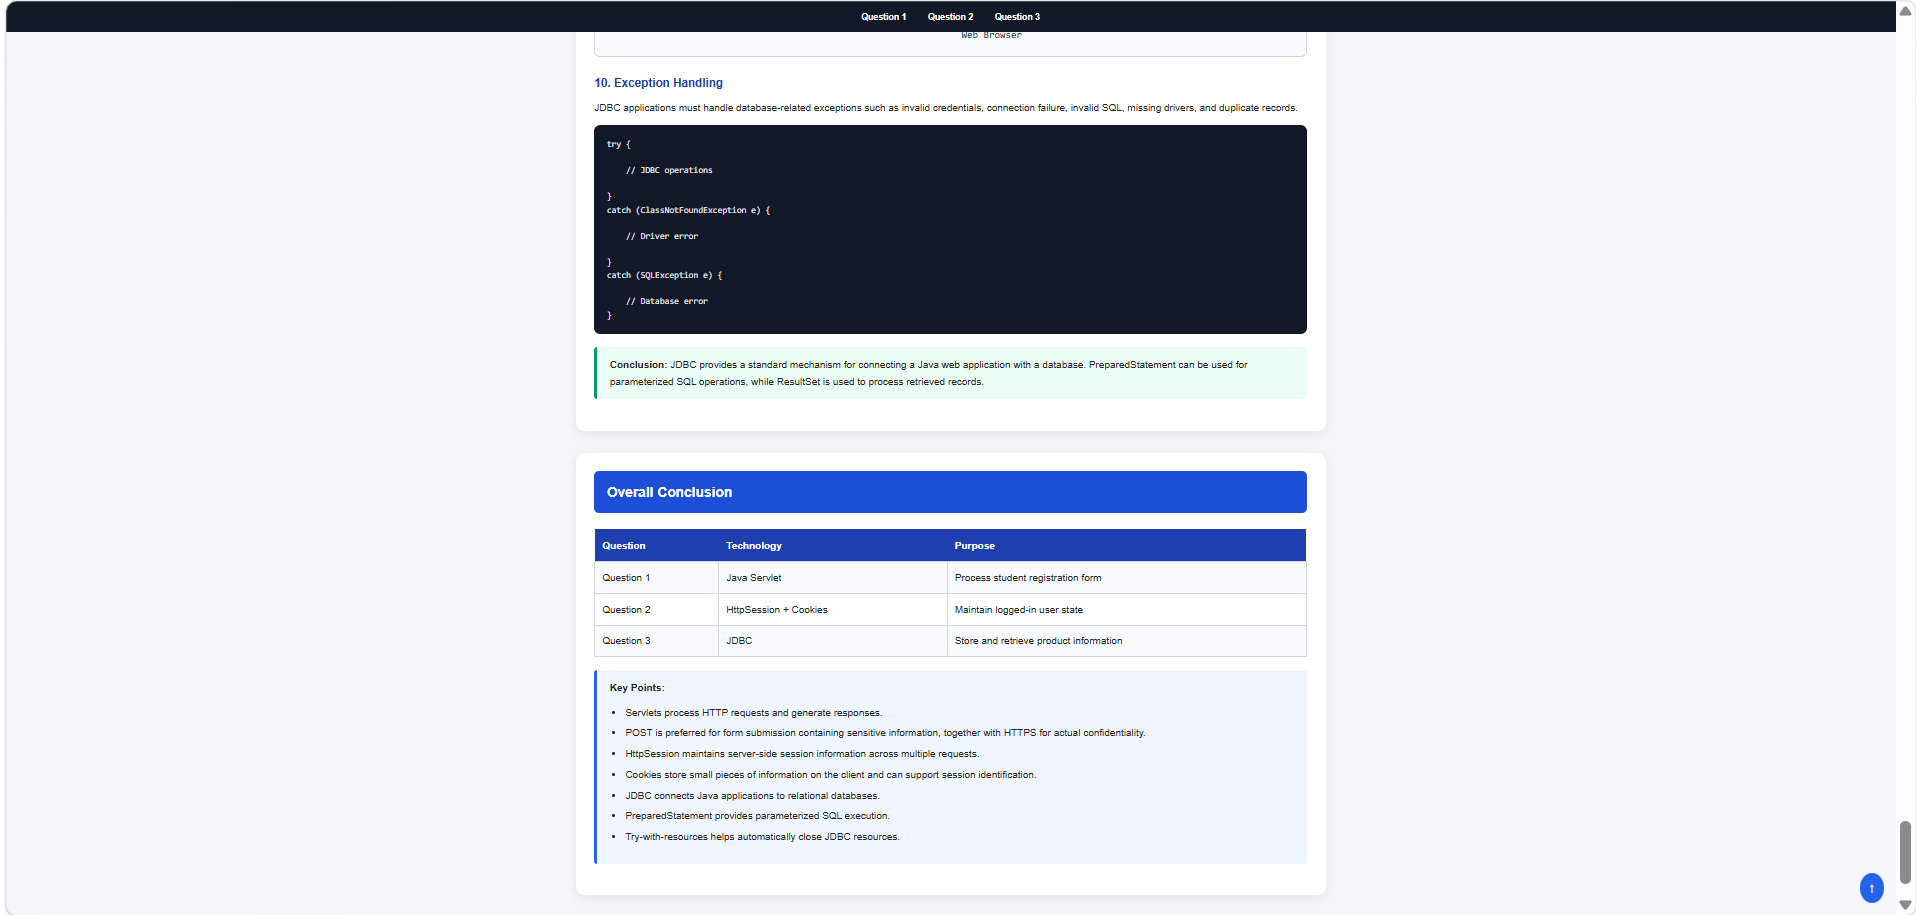 Question 1 Question 2 Question 3
Web Browser
10. Exception Handling
JDBC applications must handle database-related exceptions such as invalid credentials, connection failure, invalid SQL, missing drivers, and duplicate records.
try {
// JDBC operations
}
catch (ClassNotFoundException e) {
// Driver error
}
catch (SQLException e) {
// Database error
}
Conclusion: JDBC provides a standard mechanism for connecting a Java web application with a database. PreparedStatement can be used for
parameterized SQL operations, while ResultSet is used to process retrieved records.
Overall Conclusion
Question Technology Purpose
Question 1 Java Servlet Process student registration form
Question 2 HttpSession + Cookies Maintain logged-in user state
Question 3 JDBC Store and retrieve product information
Key Points:
• Servlets process HTTP requests and generate responses.
• POST is preferred for form submission containing sensitive information, together with HTTPS for actual confidentiality.
• HttpSession maintains server-side session information across multiple requests.
• Cookies store small pieces of information on the client and can support session identification.
• JDBC connects Java applications to relational databases.
• PreparedStatement provides parameterized SQL execution.
• Try-with-resources helps automatically close JDBC resources.
↑